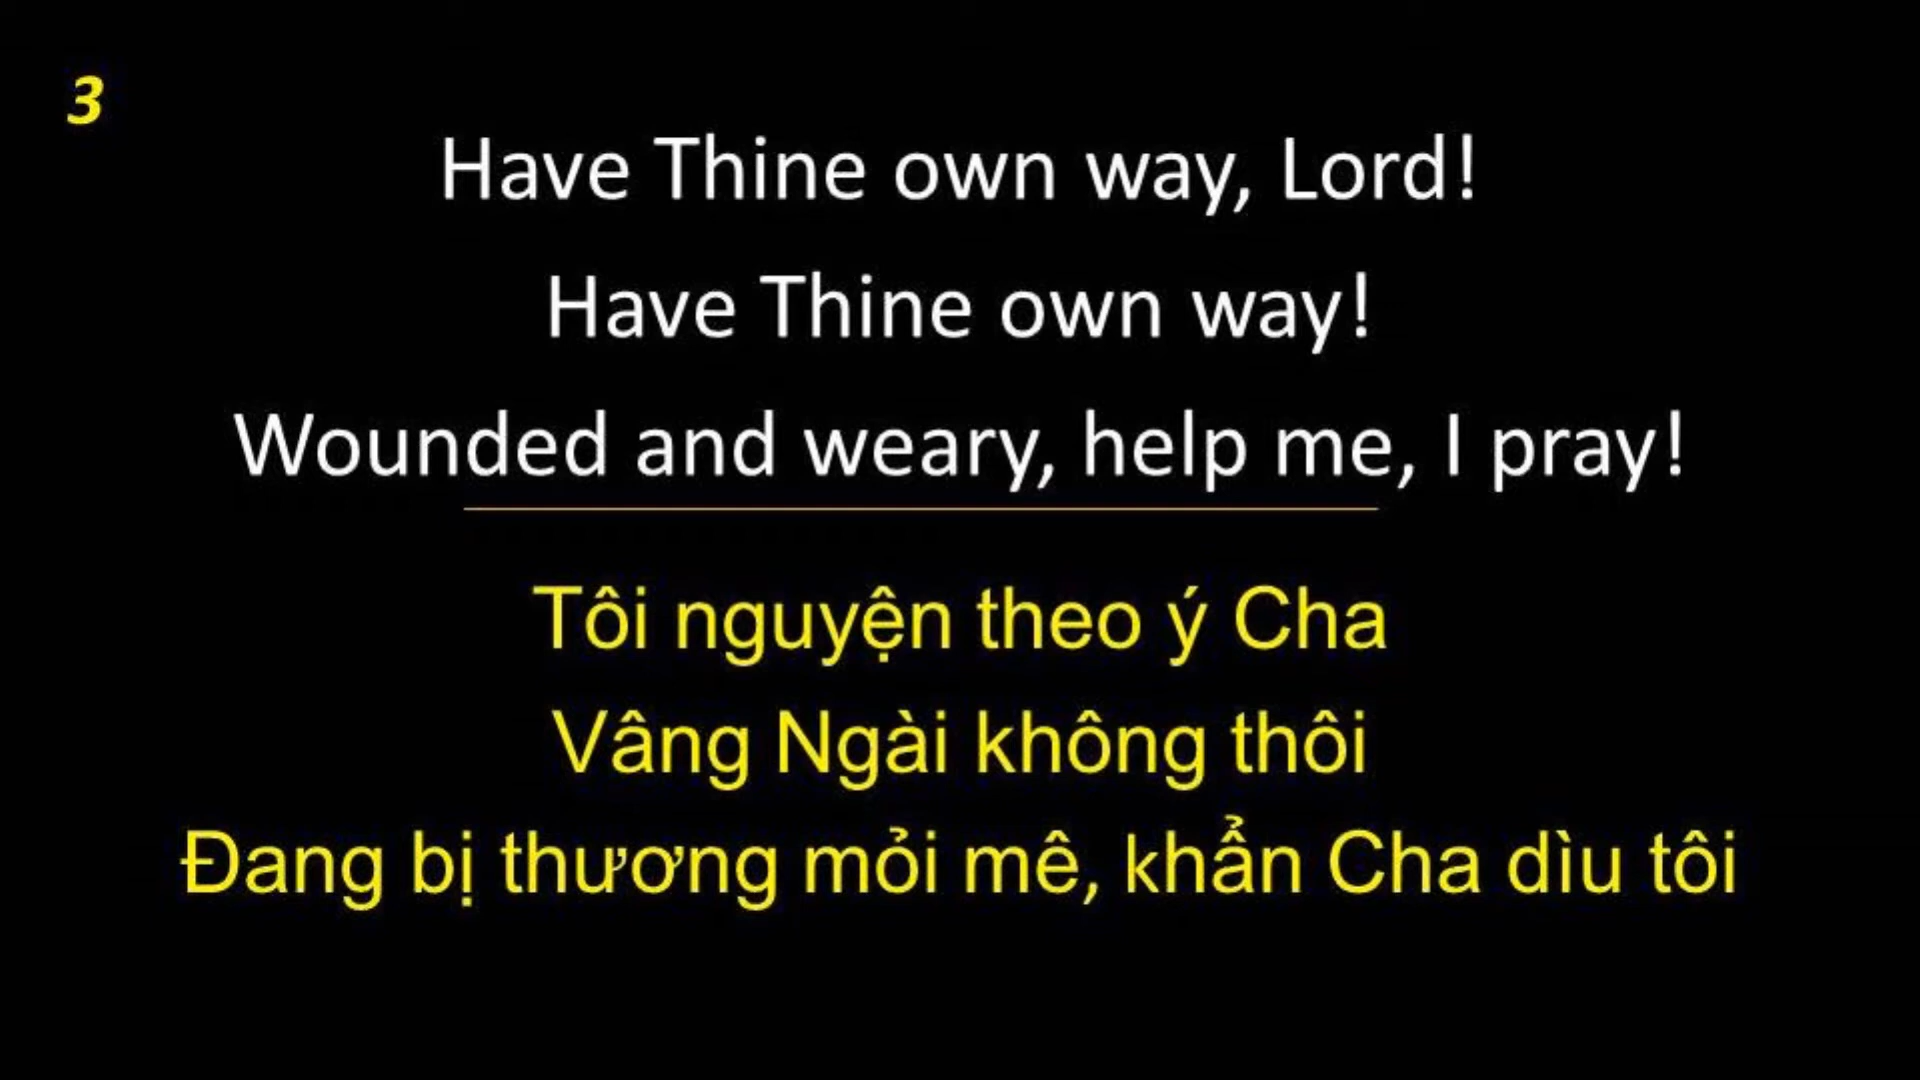 3
Have Thine own way, Lord!
Have Thine own way!
Wounded and weary, help me, I pray!
Tôi nguyện theo ý Cha
Vâng Ngài không thôi
Đang bị thương mỏi mê, khẩn Cha dìu tôi